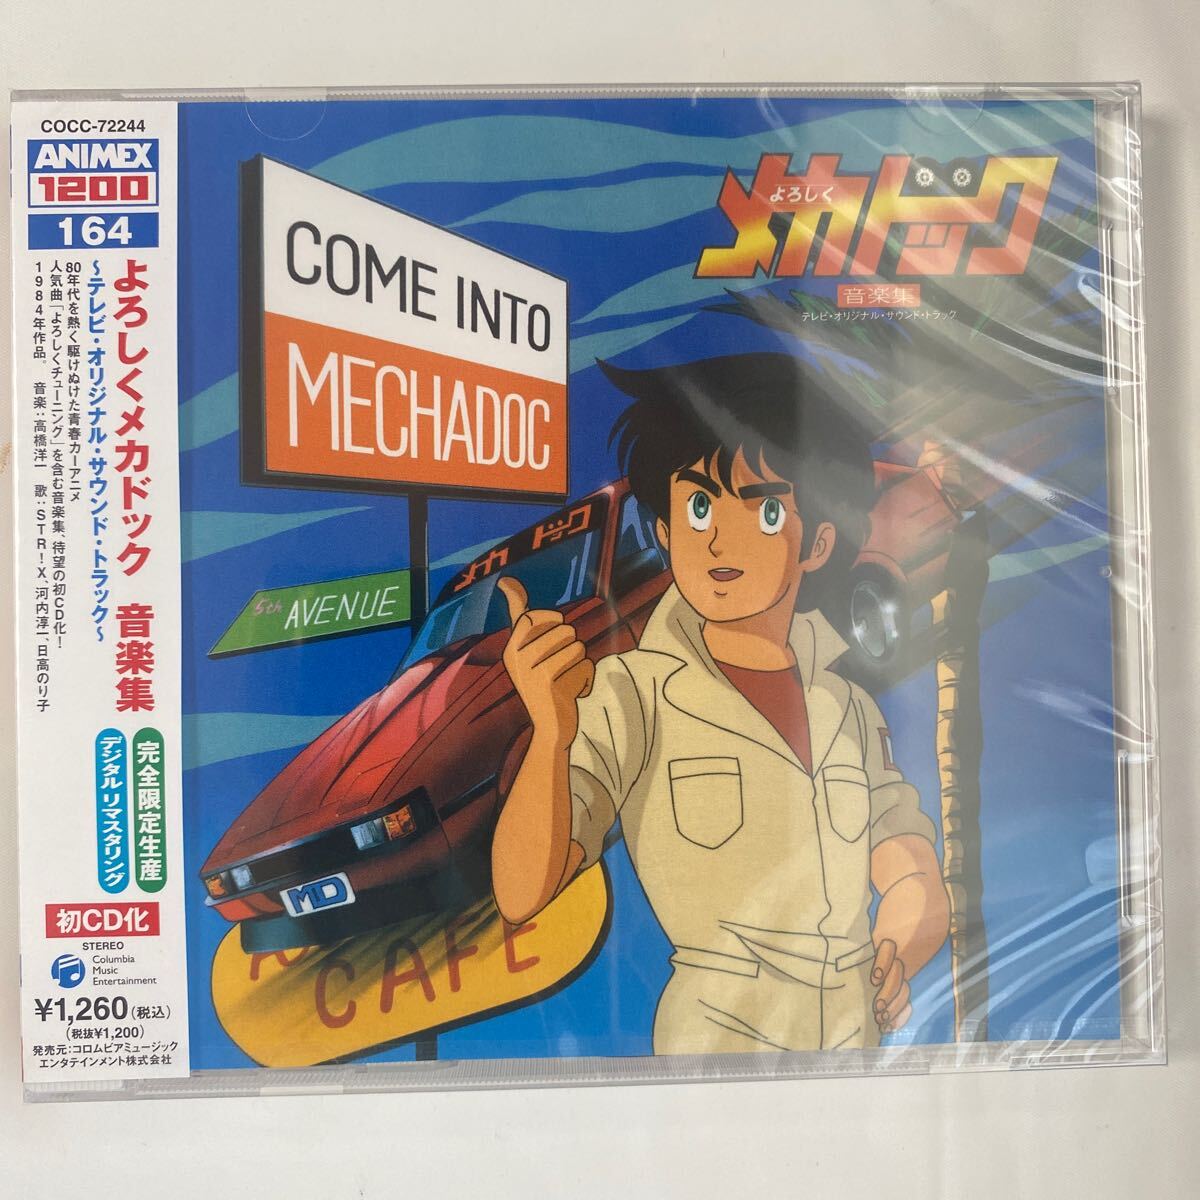 COCC-72244
ANIMEX
1200
164
よろしくメカドック 音楽集
～テレビ・オリジナル・サウンド・トラック～
80年代を熱く駆けぬけた青春カーアニメ
人気曲「よろしくチューニング」を含む音楽集、待望の初CD化！
1984年作品。 音楽：高橋洋一 歌：STR!X、河内淳一、日高のり子
完全限定生産
デジタルリマスタリング
初CD化
STEREO
Columbia
Music
Entertainment
¥1,260(税込)
(税抜¥1,200)
発売元：コロムビアミュージック
エンタテインメント株式会社
COME INTO
MECHADOC
よろしく
メカドック
音楽集
テレビ・オリジナル・サウンド・トラック
メカドック
5th AVENUE
MD
CAFE